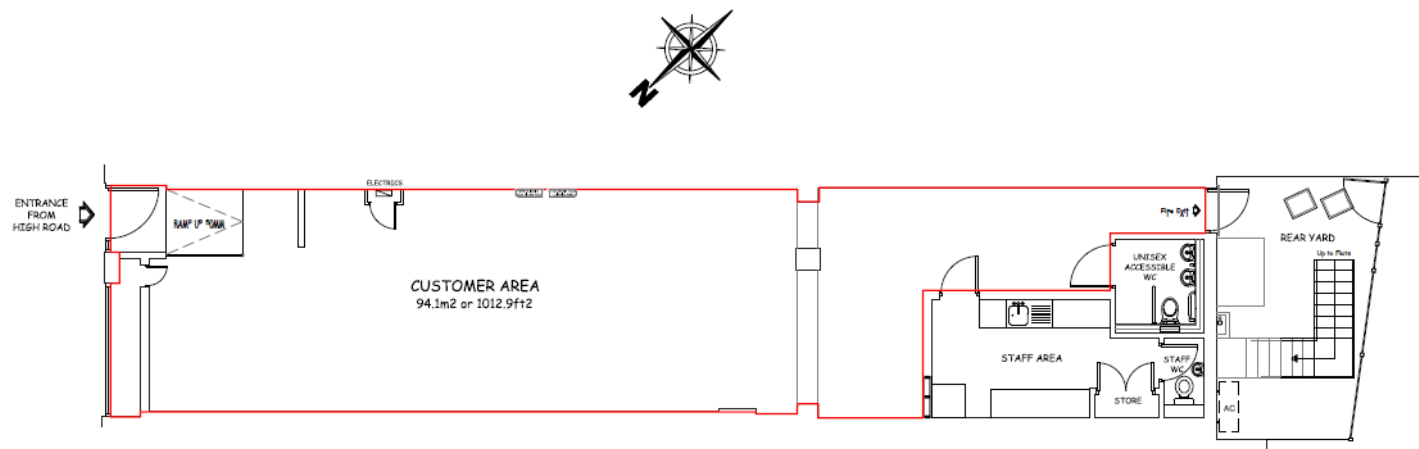 N
ELECTRICS
ENTRANCE
FROM
HIGH ROAD
RAMP UP 50MM
Fire Exit
REAR YARD
Up to Flats
UNISEX
ACCESSIBLE
WC
CUSTOMER AREA
94.1m2 or 1012.9ft2
STAFF AREA
STAFF
WC
STORE
AC